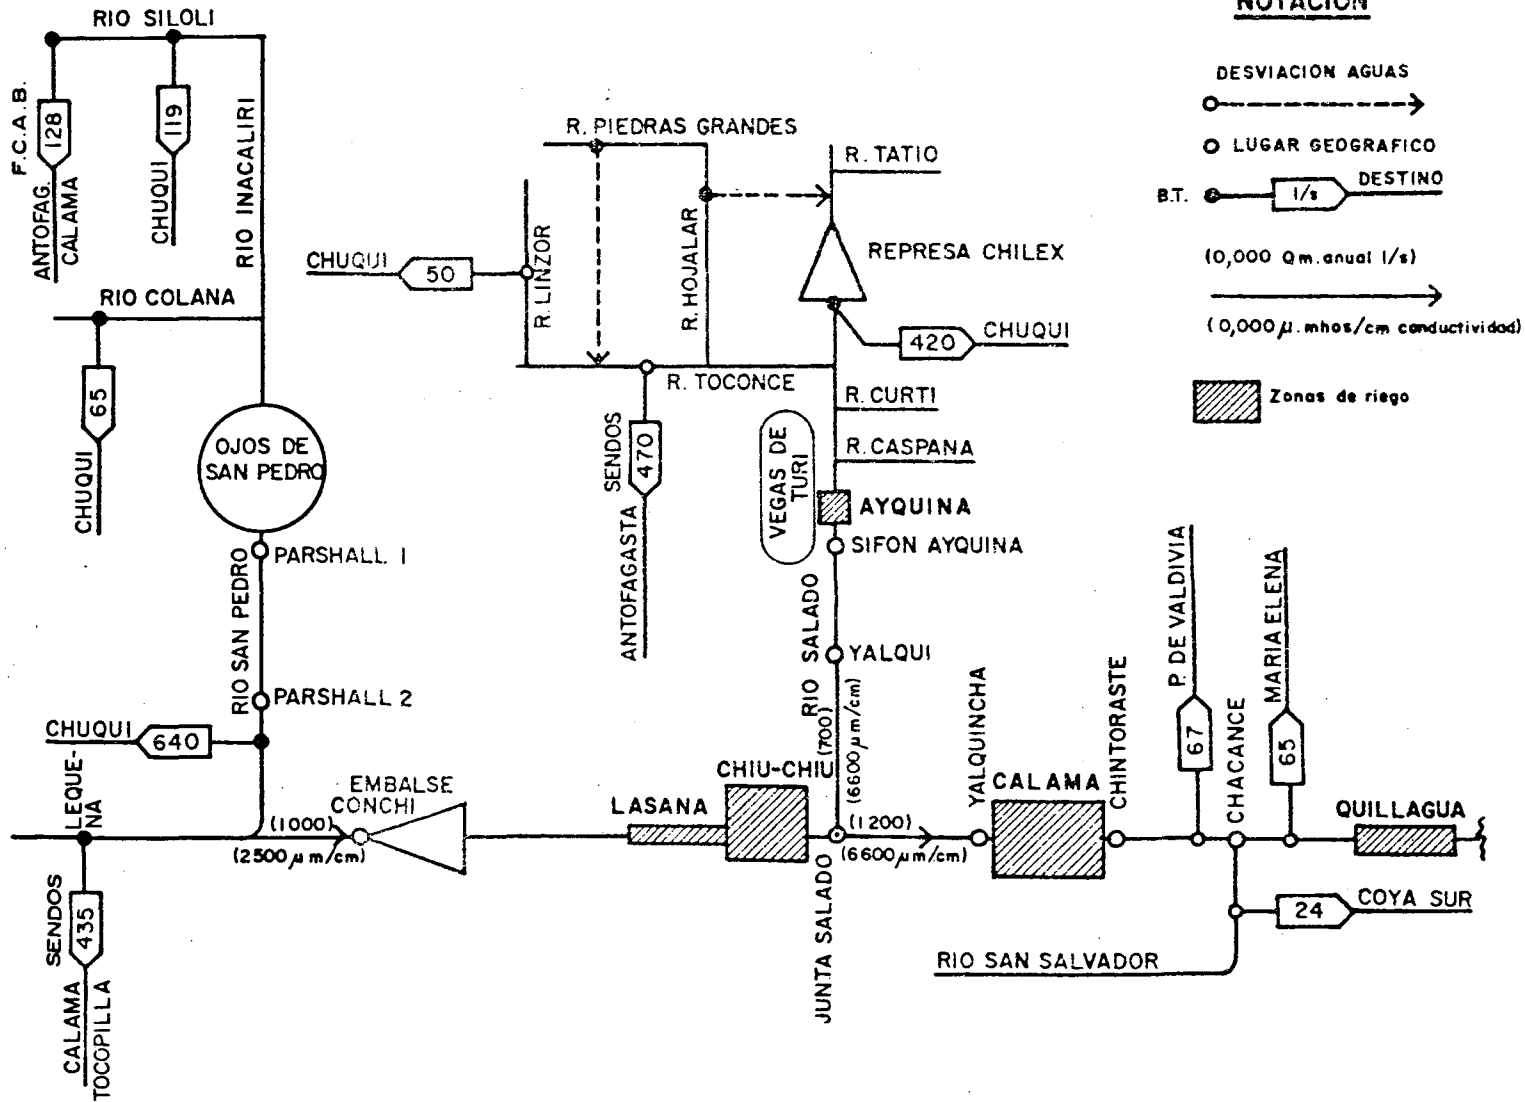 RIO SILOLI
F.C.A.B.
128
ANTOFAG.
CALAMA
119
CHUQUI
RIO INACALIRI
RIO COLANA
65
CHUQUI
OJOS DE
SAN PEDRO
PARSHALL 1
RIO SAN PEDRO
PARSHALL 2
CHUQUI
640
LEQUE-
NA
SENDOS
435
CALAMA
TOCOPILLA
(1000)
(2500 µm/cm)
EMBALSE
CONCHI
R. PIEDRAS GRANDES
CHUQUI
50
R. LINZOR
R. HOJALAR
R. TATIO
REPRESA CHILEX
420
CHUQUI
R. TOCONCE
SENDOS
470
ANTOFAGASTA
R. CURTI
R. CASPANA
VEGAS DE
TURI
AYQUINA
SIFON AYQUINA
RIO SALADO
YALQUI
(700)
(6600 µm/cm)
LASANA
CHIU-CHIU
JUNTA SALADO
(1200)
(6600 µm/cm)
YALQUINCHA
CALAMA
CHINTORASTE
P. DE VALDIVIA
67
CHACANCE
MARIA ELENA
65
QUILLAGUA
24
COYA SUR
RIO SAN SALVADOR
NOTACION
DESVIACION AGUAS
LUGAR GEOGRAFICO
B.T.
l/s
DESTINO
(0,000 Qm.anual l/s)
(0,000 µ.mhos/cm conductividad)
Zonas de riego